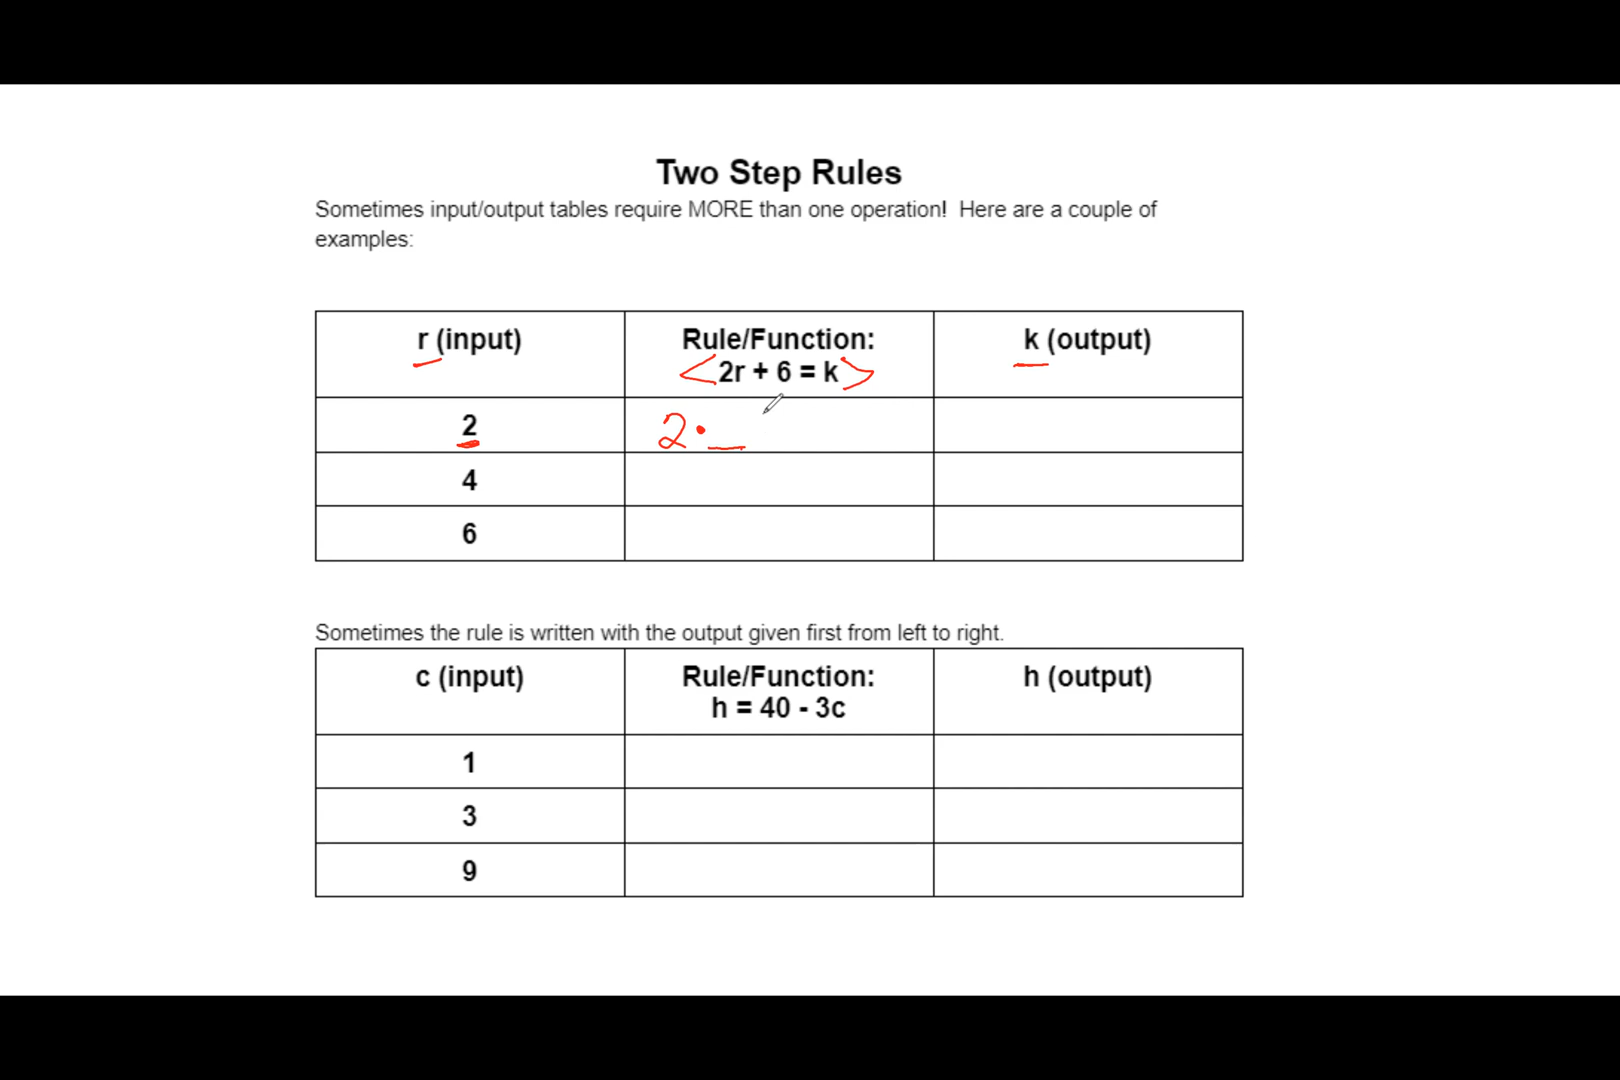 Two Step Rules
Sometimes input/output tables require MORE than one operation!  Here are a couple of
examples:
r (input)
Rule/Function:
2r + 6 = k
k (output)
2
2 • _
4
6
Sometimes the rule is written with the output given first from left to right.
c (input)
Rule/Function:
h = 40 - 3c
h (output)
1
3
9